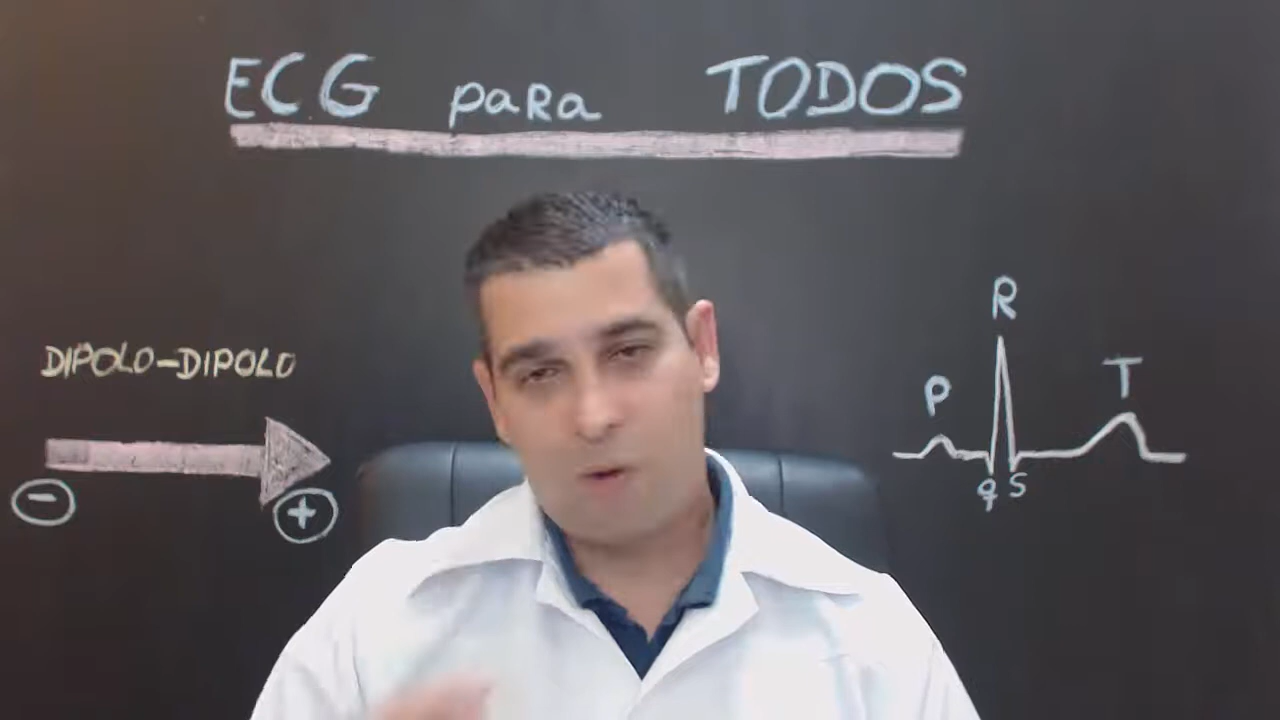 ECG paRa TODOS
DIPOLO-DIPOLO
- +
R
P T
q s